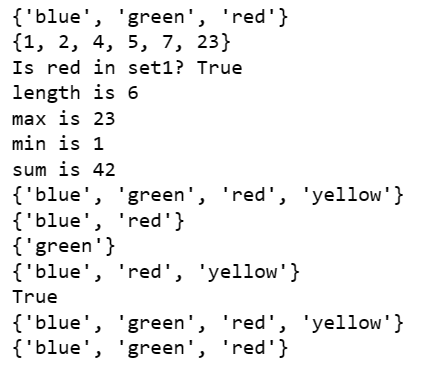 {'blue', 'green', 'red'}
{1, 2, 4, 5, 7, 23}
Is red in set1? True
length is 6
max is 23
min is 1
sum is 42
{'blue', 'green', 'red', 'yellow'}
{'blue', 'red'}
{'green'}
{'blue', 'red', 'yellow'}
True
{'blue', 'green', 'red', 'yellow'}
{'blue', 'green', 'red'}